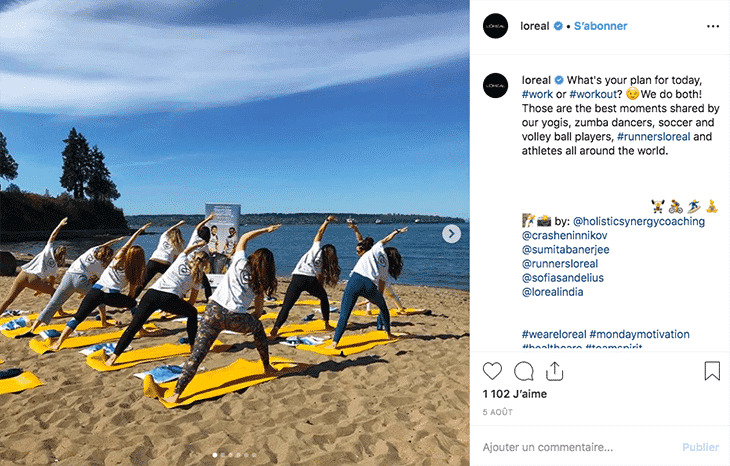 loreal • S'abonner
loreal What's your plan for today,
#work or #workout? We do both!
Those are the best moments shared by
our yogis, zumba dancers, soccer and
volley ball players, #runnersloreal and
athletes all around the world.
by: @holisticsynergycoaching
@crasheninnikov
@sumitabanerjee
@runnersloreal
@sofiasandelius
@lorealindia
#weareloreal #mondaymotivation
#healthcare #teamspirit
1 102 J'aime
5 AOÛT
Ajouter un commentaire...
Publier